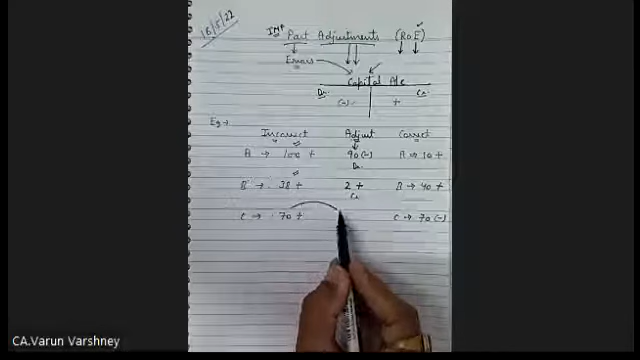 16/5/22
IMP Past Adjustments (RoE)
Errors
Capital A/c
Dr. Cr.
(-) +
Eg →
Incorrect Adjust Correct
A → 100 + 90 (-) A → 10 +
Dr.
B → 38 + 2 + B → 40 +
Cr
C → 70 + C → 70 (-)
CA.Varun Varshney